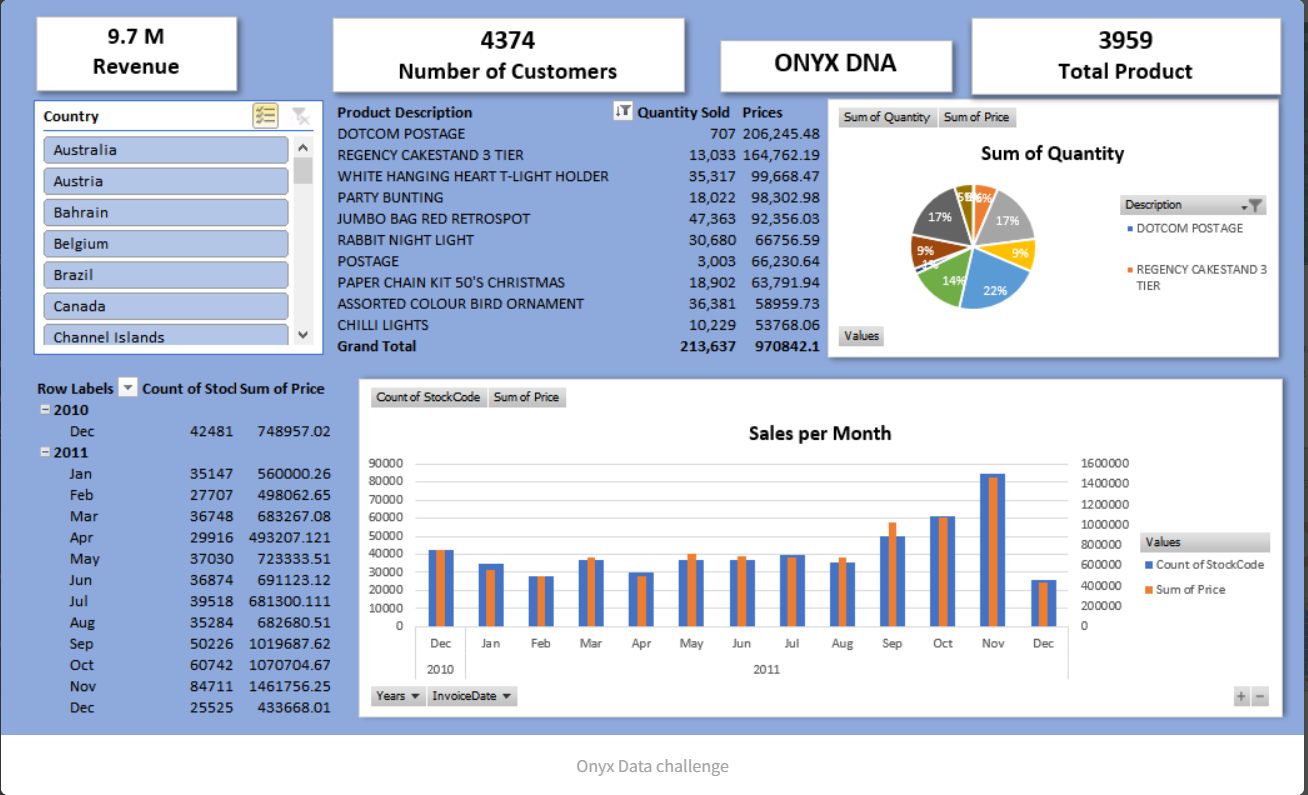 9.7 M
Revenue
4374
Number of Customers
ONYX DNA
3959
Total Product
Country
Australia
Austria
Bahrain
Belgium
Brazil
Canada
Channel Islands
Product Description Quantity Sold Prices
DOTCOM POSTAGE 707 206,245.48
REGENCY CAKESTAND 3 TIER 13,033 164,762.19
WHITE HANGING HEART T-LIGHT HOLDER 35,317 99,668.47
PARTY BUNTING 18,022 98,302.98
JUMBO BAG RED RETROSPOT 47,363 92,356.03
RABBIT NIGHT LIGHT 30,680 66756.59
POSTAGE 3,003 66,230.64
PAPER CHAIN KIT 50'S CHRISTMAS 18,902 63,791.94
ASSORTED COLOUR BIRD ORNAMENT 36,381 58959.73
CHILLI LIGHTS 10,229 53768.06
Grand Total 213,637 970842.1
Sum of Quantity Sum of Price
Sum of Quantity
17%
9%
22%
14%
9%
17%
Description
DOTCOM POSTAGE
REGENCY CAKESTAND 3
TIER
Values
Row Labels Count of Stocl Sum of Price
2010
Dec 42481 748957.02
2011
Jan 35147 560000.26
Feb 27707 498062.65
Mar 36748 683267.08
Apr 29916 493207.121
May 37030 723333.51
Jun 36874 691123.12
Jul 39518 681300.111
Aug 35284 682680.51
Sep 50226 1019687.62
Oct 60742 1070704.67
Nov 84711 1461756.25
Dec 25525 433668.01
Count of StockCode Sum of Price
Sales per Month
90000
80000
70000
60000
50000
40000
30000
20000
10000
0
1600000
1400000
1200000
1000000
800000
600000
400000
200000
0
Dec Jan Feb Mar Apr May Jun Jul Aug Sep Oct Nov Dec
2010 2011
Values
Count of StockCode
Sum of Price
Years InvoiceDate
Onyx Data challenge